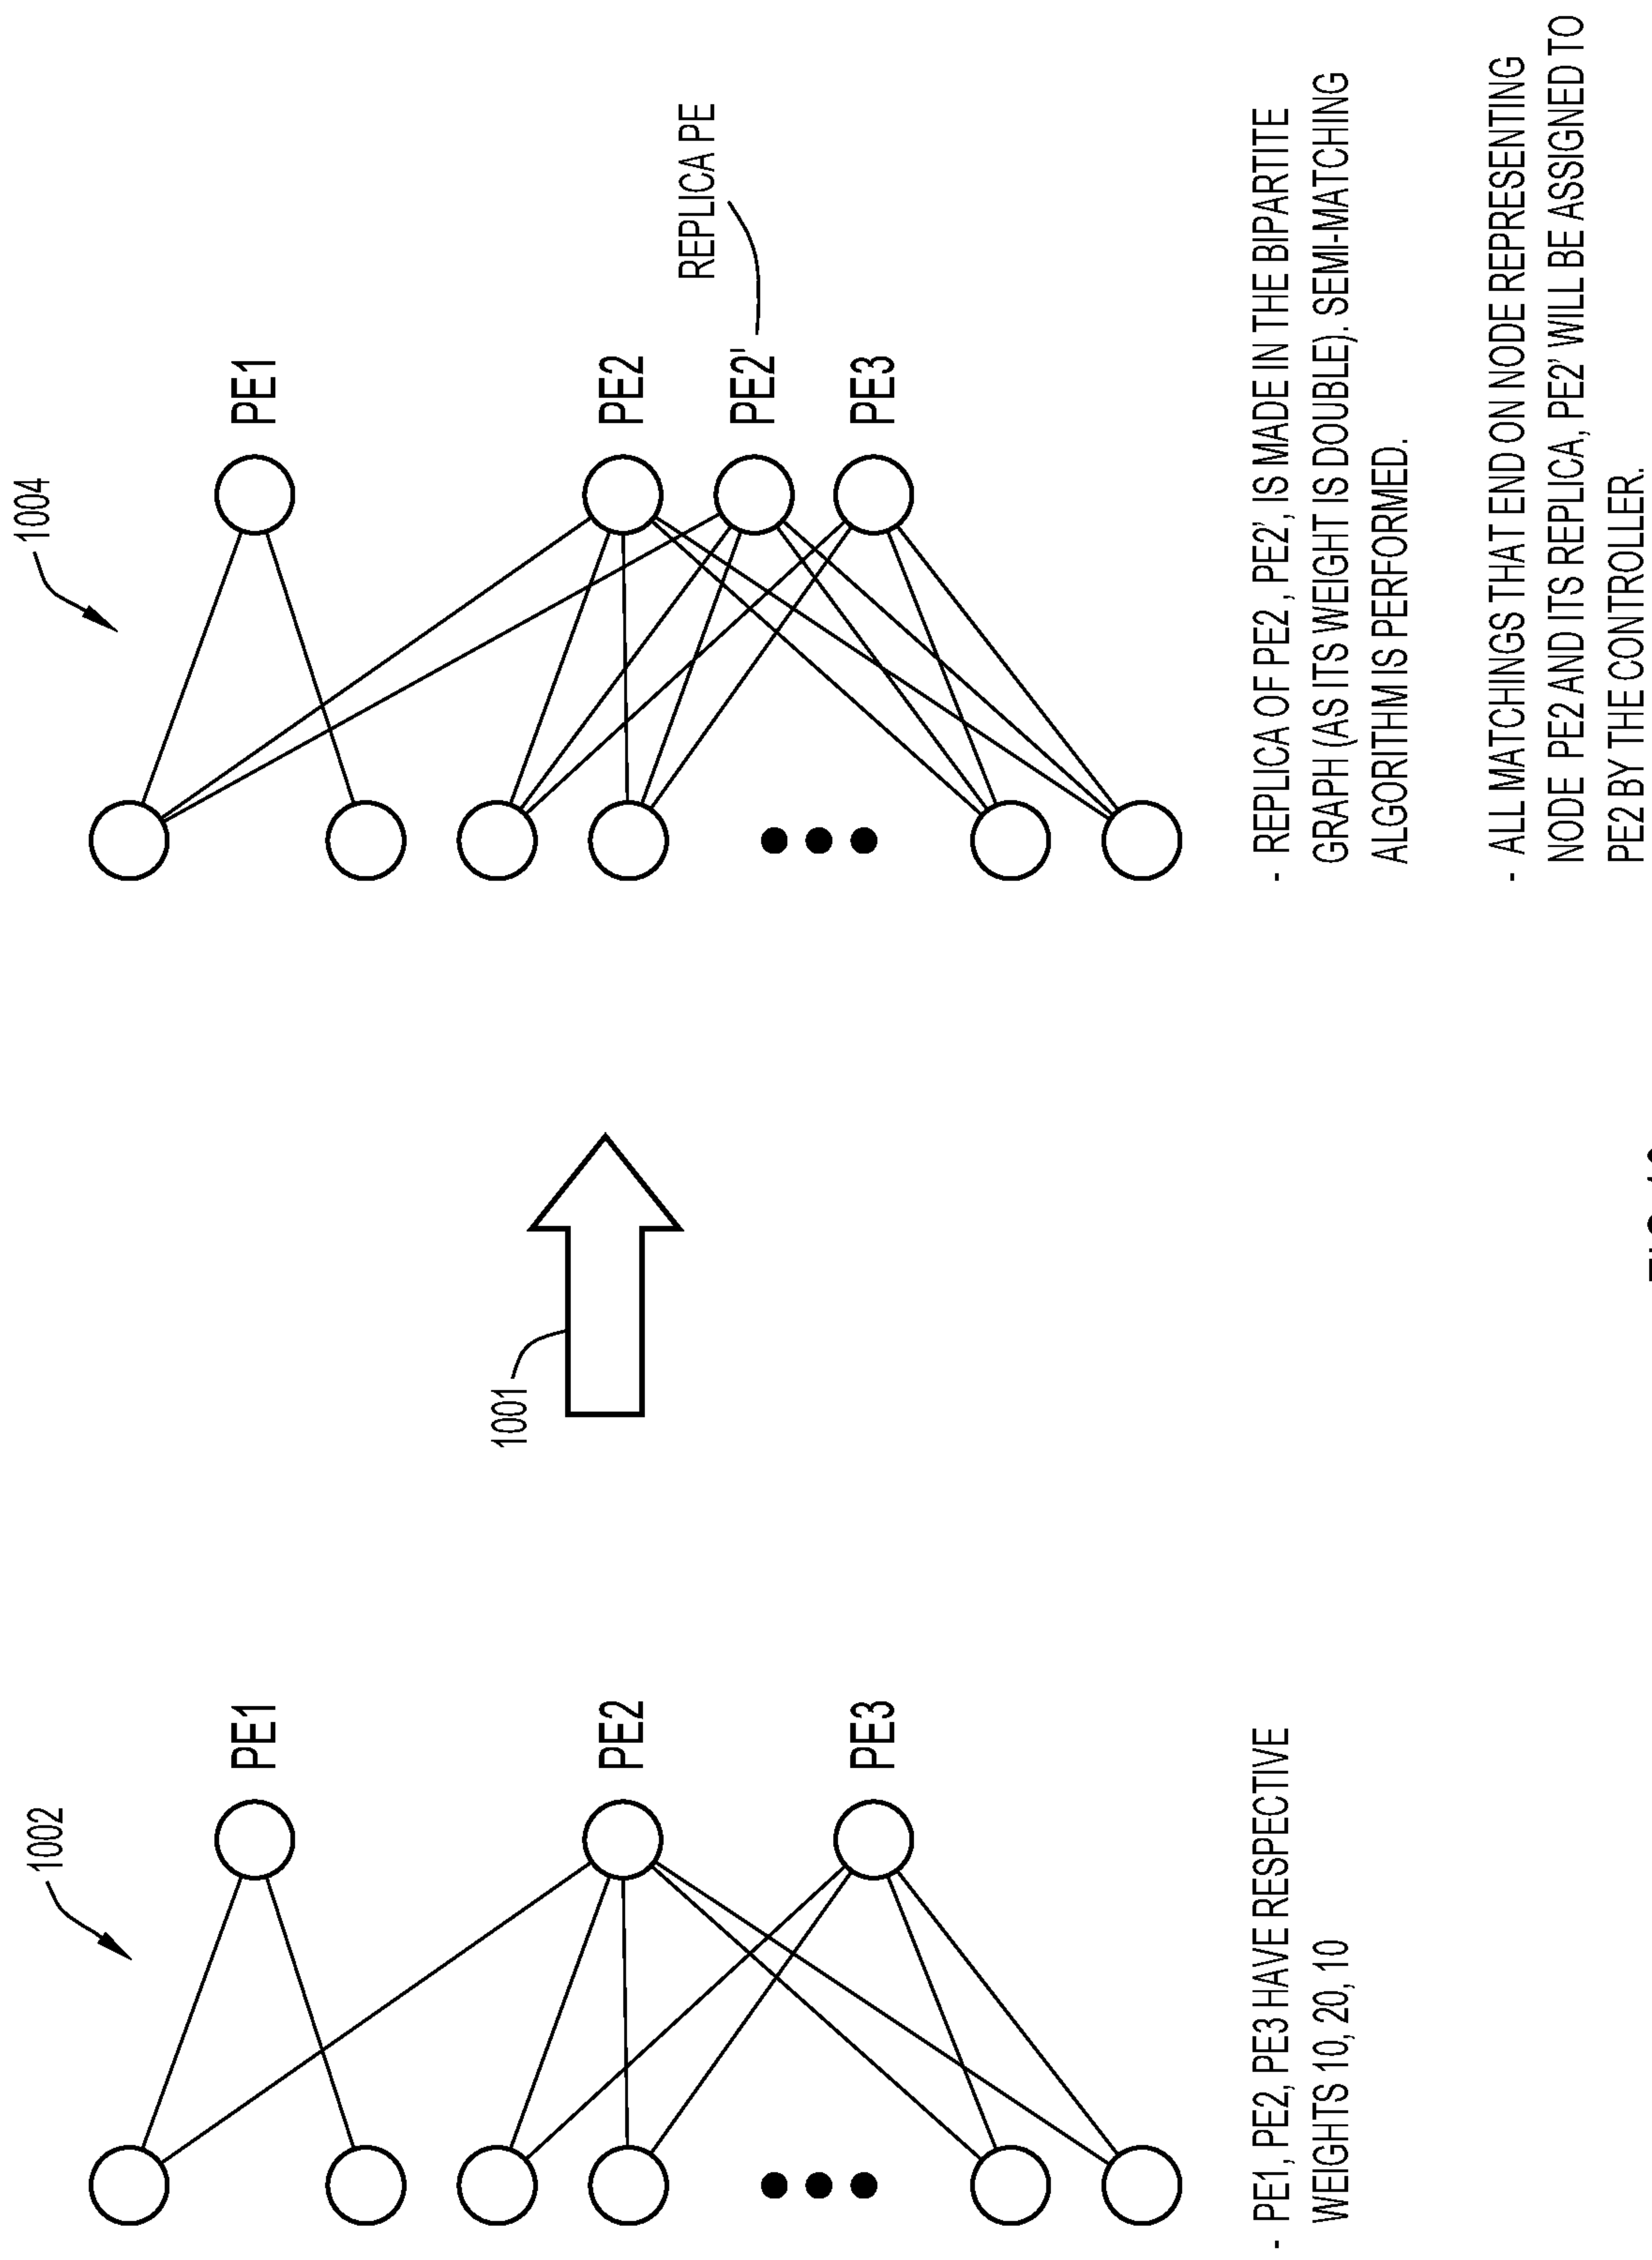 1002
PE1
PE2
PE3
- PE1, PE2, PE3 HAVE RESPECTIVE
WEIGHTS 10, 20, 10
1001
1004
PE1
PE2
PE2'
PE3
REPLICA PE
- REPLICA OF PE2, PE2', IS MADE IN THE BIPARTITE
GRAPH (AS ITS WEIGHT IS DOUBLE). SEMI-MATCHING
ALGORITHM IS PERFORMED.
- ALL MATCHINGS THAT END ON NODE REPRESENTING
NODE PE2 AND ITS REPLICA, PE2' WILL BE ASSIGNED TO
PE2 BY THE CONTROLLER.